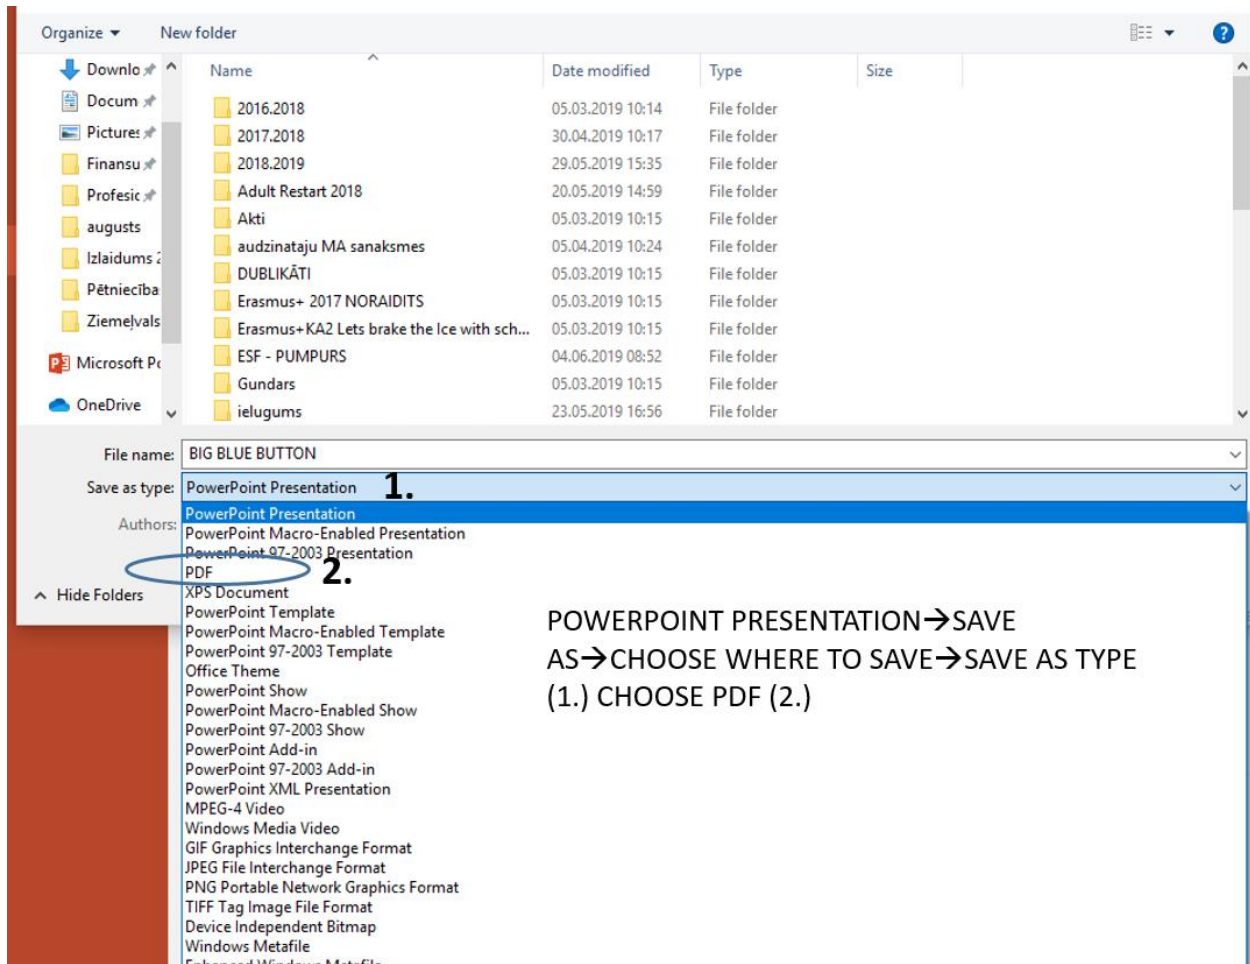 Organize New folder
Downlo
Docum
Pictures
Finansu
Profesic
augusts
Izlaidums 2
Pētniecība
Ziemeļvals
Microsoft Po
OneDrive
Name Date modified Type Size
2016.2018 05.03.2019 10:14 File folder
2017.2018 30.04.2019 10:17 File folder
2018.2019 29.05.2019 15:35 File folder
Adult Restart 2018 20.05.2019 14:59 File folder
Akti 05.03.2019 10:15 File folder
audzinataju MA sanaksmes 05.04.2019 10:24 File folder
DUBLIKĀTI 05.03.2019 10:15 File folder
Erasmus+ 2017 NORAIDITS 05.03.2019 10:15 File folder
Erasmus+KA2 Lets brake the Ice with sch... 05.03.2019 10:15 File folder
ESF - PUMPURS 04.06.2019 08:52 File folder
Gundars 05.03.2019 10:15 File folder
ielugums 23.05.2019 16:56 File folder
File name: BIG BLUE BUTTON
Save as type: PowerPoint Presentation 1.
Authors:
Hide Folders
PowerPoint Presentation
PowerPoint Macro-Enabled Presentation
PowerPoint 97-2003 Presentation
PDF 2.
XPS Document
PowerPoint Template
PowerPoint Macro-Enabled Template
PowerPoint 97-2003 Template
Office Theme
PowerPoint Show
PowerPoint Macro-Enabled Show
PowerPoint 97-2003 Show
PowerPoint Add-in
PowerPoint 97-2003 Add-in
PowerPoint XML Presentation
MPEG-4 Video
Windows Media Video
GIF Graphics Interchange Format
JPEG File Interchange Format
PNG Portable Network Graphics Format
TIFF Tag Image File Format
Device Independent Bitmap
Windows Metafile
Enhanced Windows Metafile
POWERPOINT PRESENTATION→SAVE
AS→CHOOSE WHERE TO SAVE→SAVE AS TYPE
(1.) CHOOSE PDF (2.)